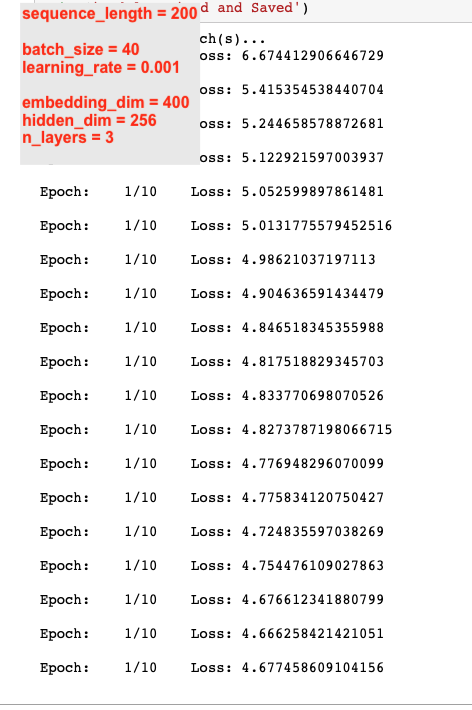 sequence_length = 200
d and Saved')
batch_size = 40
learning_rate = 0.001
embedding_dim = 400
hidden_dim = 256
n_layers = 3
ch(s)...
oss: 6.674412906646729
oss: 5.415354538440704
oss: 5.244658578872681
oss: 5.122921597003937
Epoch: 1/10 Loss: 5.052599897861481
Epoch: 1/10 Loss: 5.0131775579452516
Epoch: 1/10 Loss: 4.98621037197113
Epoch: 1/10 Loss: 4.904636591434479
Epoch: 1/10 Loss: 4.846518345355988
Epoch: 1/10 Loss: 4.817518829345703
Epoch: 1/10 Loss: 4.833770698070526
Epoch: 1/10 Loss: 4.8273787198066715
Epoch: 1/10 Loss: 4.776948296070099
Epoch: 1/10 Loss: 4.775834120750427
Epoch: 1/10 Loss: 4.724835597038269
Epoch: 1/10 Loss: 4.754476109027863
Epoch: 1/10 Loss: 4.676612341880799
Epoch: 1/10 Loss: 4.666258421421051
Epoch: 1/10 Loss: 4.677458609104156